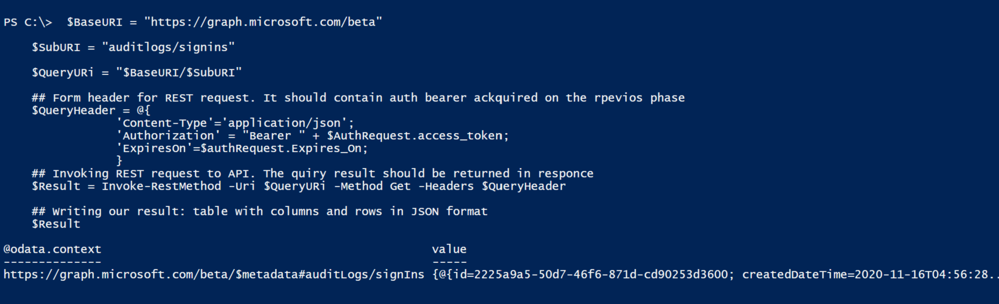 PS C:\>  $BaseURI = "https://graph.microsoft.com/beta"
$SubURI = "auditlogs/signins"
$QueryURi = "$BaseURI/$SubURI"
## Form header for REST request. It should contain auth bearer ackquired on the rpevios phase
$QueryHeader = @{
'Content-Type'='application/json';
'Authorization' = "Bearer " + $AuthRequest.access_token;
'ExpiresOn'=$authRequest.Expires_On;
}
## Invoking REST request to API. The quiry result should be returned in responce
$Result = Invoke-RestMethod -Uri $QueryURi -Method Get -Headers $QueryHeader
## Writing our result: table with columns and rows in JSON format
$Result
@odata.context value
-------------- -----
https://graph.microsoft.com/beta/$metadata#auditLogs/signIns {@{id=2225a9a5-50d7-46f6-871d-cd90253d3600; createdDateTime=2020-11-16T04:56:28...